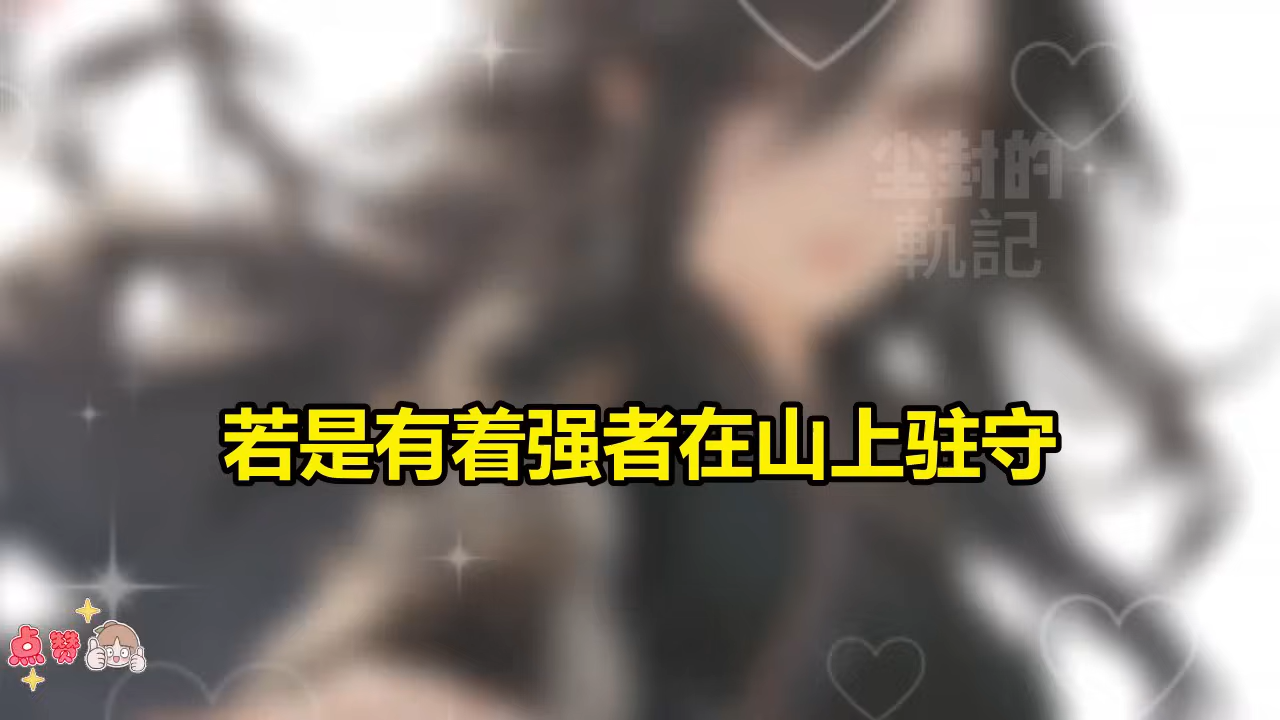 尘封的
軌記
若是有着强者在山上驻守
点赞